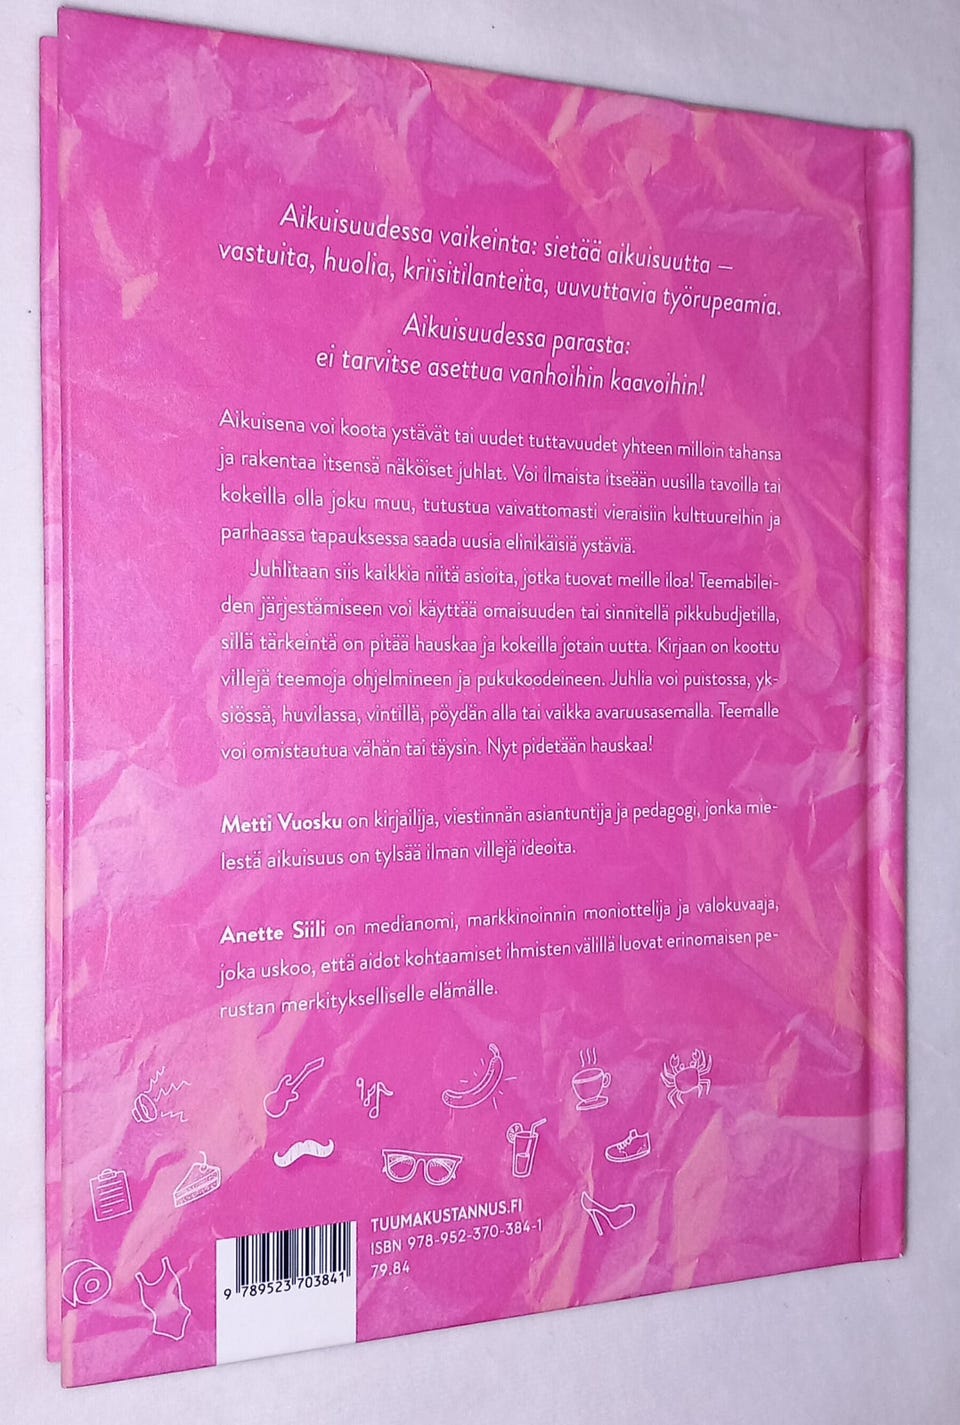 Aikuisuudessa vaikeinta: sietää aikuisuutta –
vastuita, huolia, kriisitilanteita, uuvuttavia työrupeamia.
Aikuisuudessa parasta:
ei tarvitse asettua vanhoihin kaavoihin!
Aikuisena voi koota ystävät tai uudet tuttavuudet yhteen milloin tahansa
ja rakentaa itsensä näköiset juhlat. Voi ilmaista itseään uusilla tavoilla tai
kokeilla olla joku muu, tutustua vaivattomasti vieraisiin kulttuureihin ja
parhaassa tapauksessa saada uusia elinikäisiä ystäviä.
Juhlitaan siis kaikkia niitä asioita, jotka tuovat meille iloa! Teemabilei-
den järjestämiseen voi käyttää omaisuuden tai sinnitellä pikkubudjetilla,
sillä tärkeintä on pitää hauskaa ja kokeilla jotain uutta. Kirjaan on koottu
villejä teemoja ohjelmineen ja pukukoodeineen. Juhlia voi puistossa, yk-
siössä, huvilassa, vintillä, pöydän alla tai vaikka avaruusasemalla. Teemalle
voi omistautua vähän tai täysin. Nyt pidetään hauskaa!
Metti Vuosku on kirjailija, viestinnän asiantuntija ja pedagogi, jonka mie-
lestä aikuisuus on tylsää ilman villejä ideoita.
Anette Siili on medianomi, markkinoinnin moniottelija ja valokuvaaja,
joka uskoo, että aidot kohtaamiset ihmisten välillä luovat erinomaisen pe-
rustan merkitykselliselle elämälle.
TUUMAKUSTANNUS.FI
ISBN 978-952-370-384-1
79.84
9 789523 703841